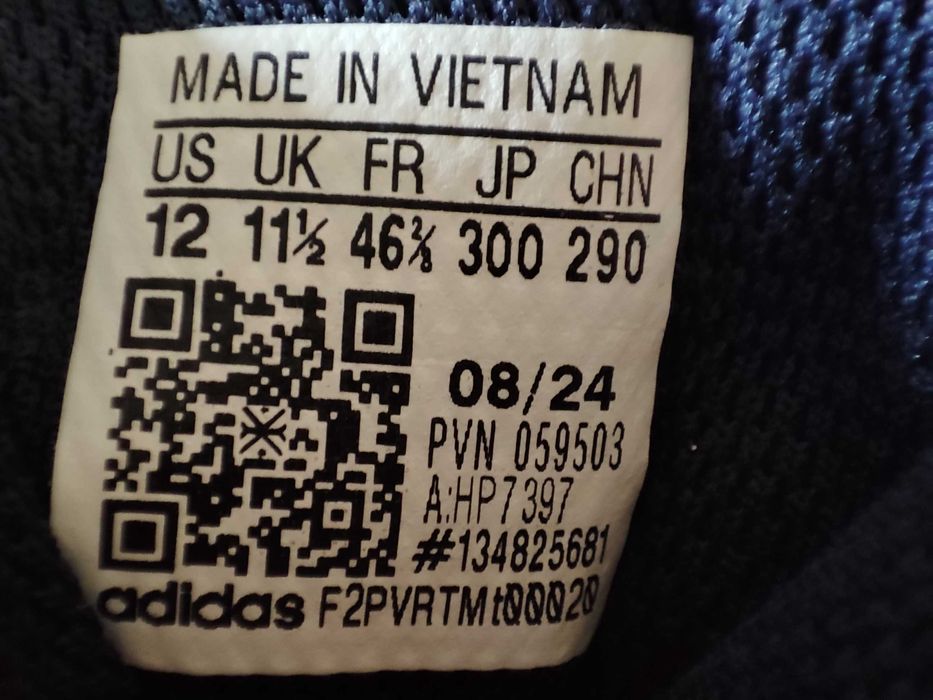 MADE IN VIETNAM
US UK FR JP CHN
12 11½ 46⅔ 300 290
08/24
PVN 059503
A:HP7397
#134825681
adidas F2PVRTMt00020